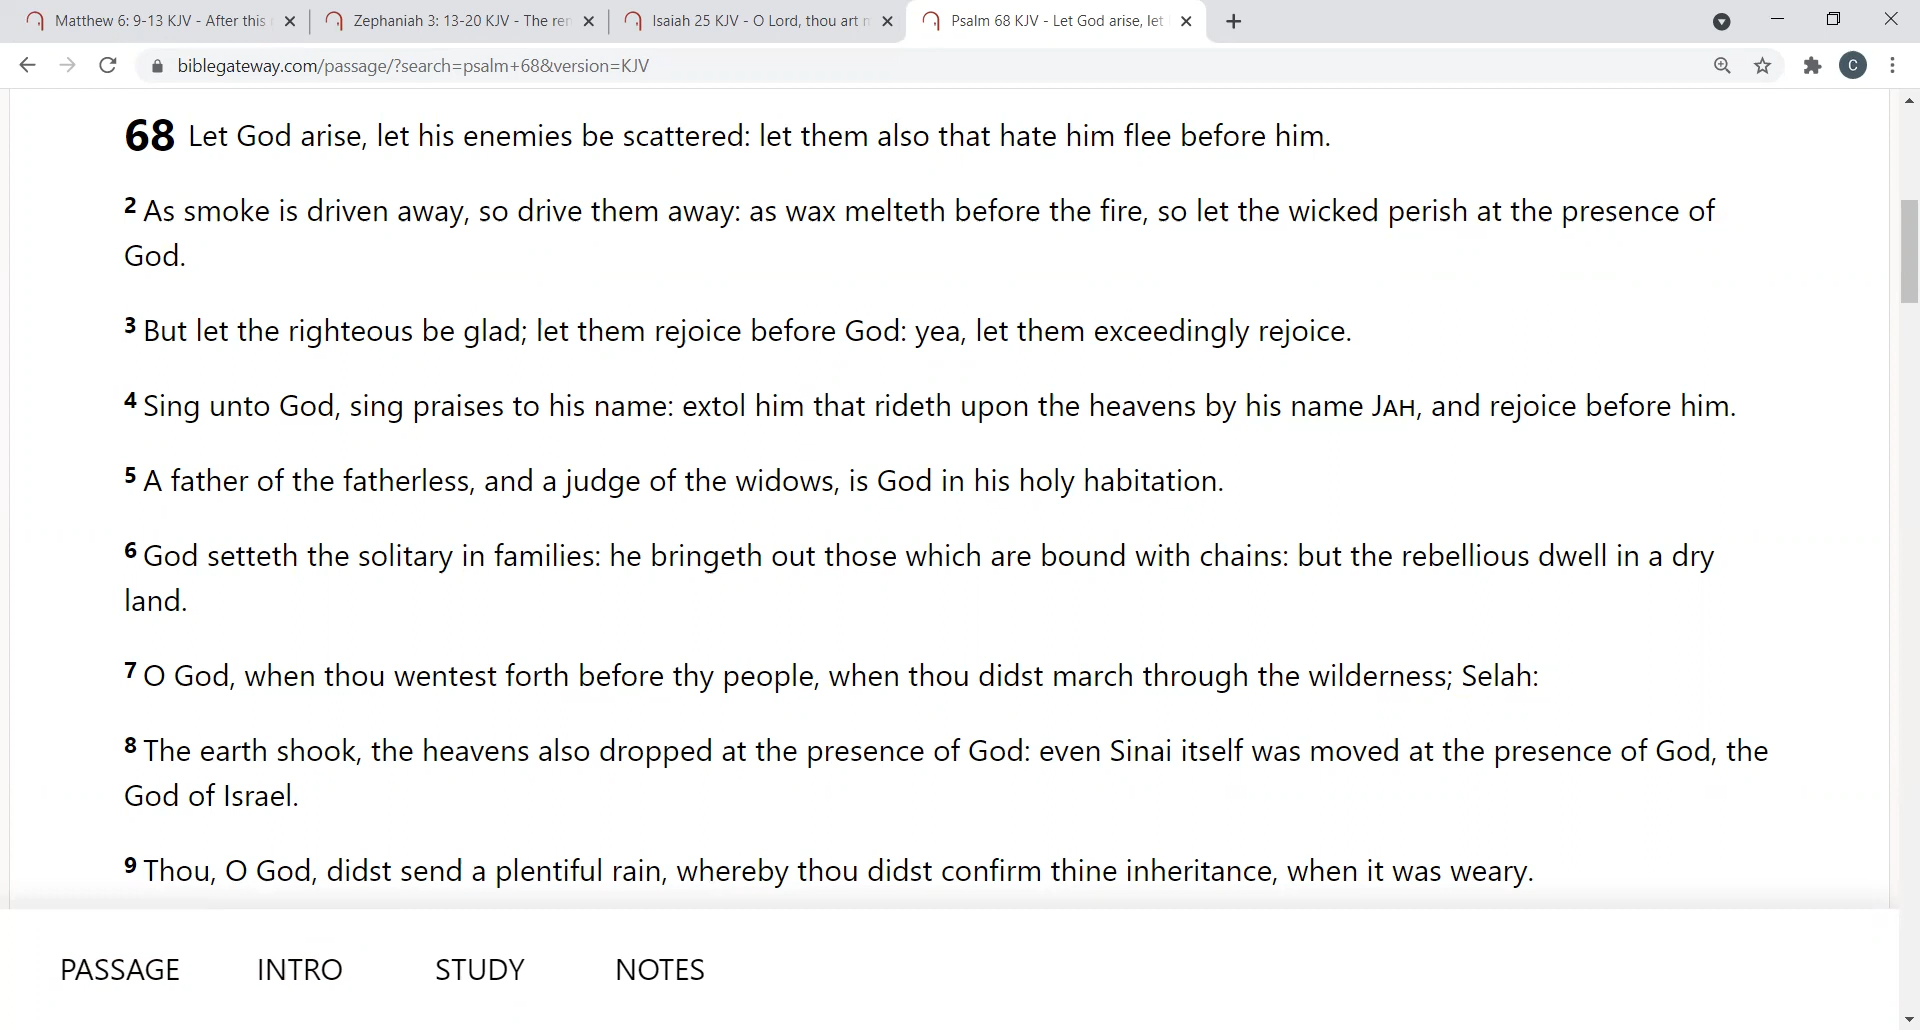 Matthew 6: 9-13 KJV - After this
Zephaniah 3: 13-20 KJV - The
Isaiah 25 KJV - O Lord, thou art
Psalm 68 KJV - Let God arise, let
biblegateway.com/passage/?search=psalm+68&version=KJV
C
68 Let God arise, let his enemies be scattered: let them also that hate him flee before him.
2 As smoke is driven away, so drive them away: as wax melteth before the fire, so let the wicked perish at the presence of
God.
3 But let the righteous be glad; let them rejoice before God: yea, let them exceedingly rejoice.
4 Sing unto God, sing praises to his name: extol him that rideth upon the heavens by his name JAH, and rejoice before him.
5 A father of the fatherless, and a judge of the widows, is God in his holy habitation.
6 God setteth the solitary in families: he bringeth out those which are bound with chains: but the rebellious dwell in a dry
land.
7 O God, when thou wentest forth before thy people, when thou didst march through the wilderness; Selah:
8 The earth shook, the heavens also dropped at the presence of God: even Sinai itself was moved at the presence of God, the
God of Israel.
9 Thou, O God, didst send a plentiful rain, whereby thou didst confirm thine inheritance, when it was weary.
PASSAGE INTRO STUDY NOTES